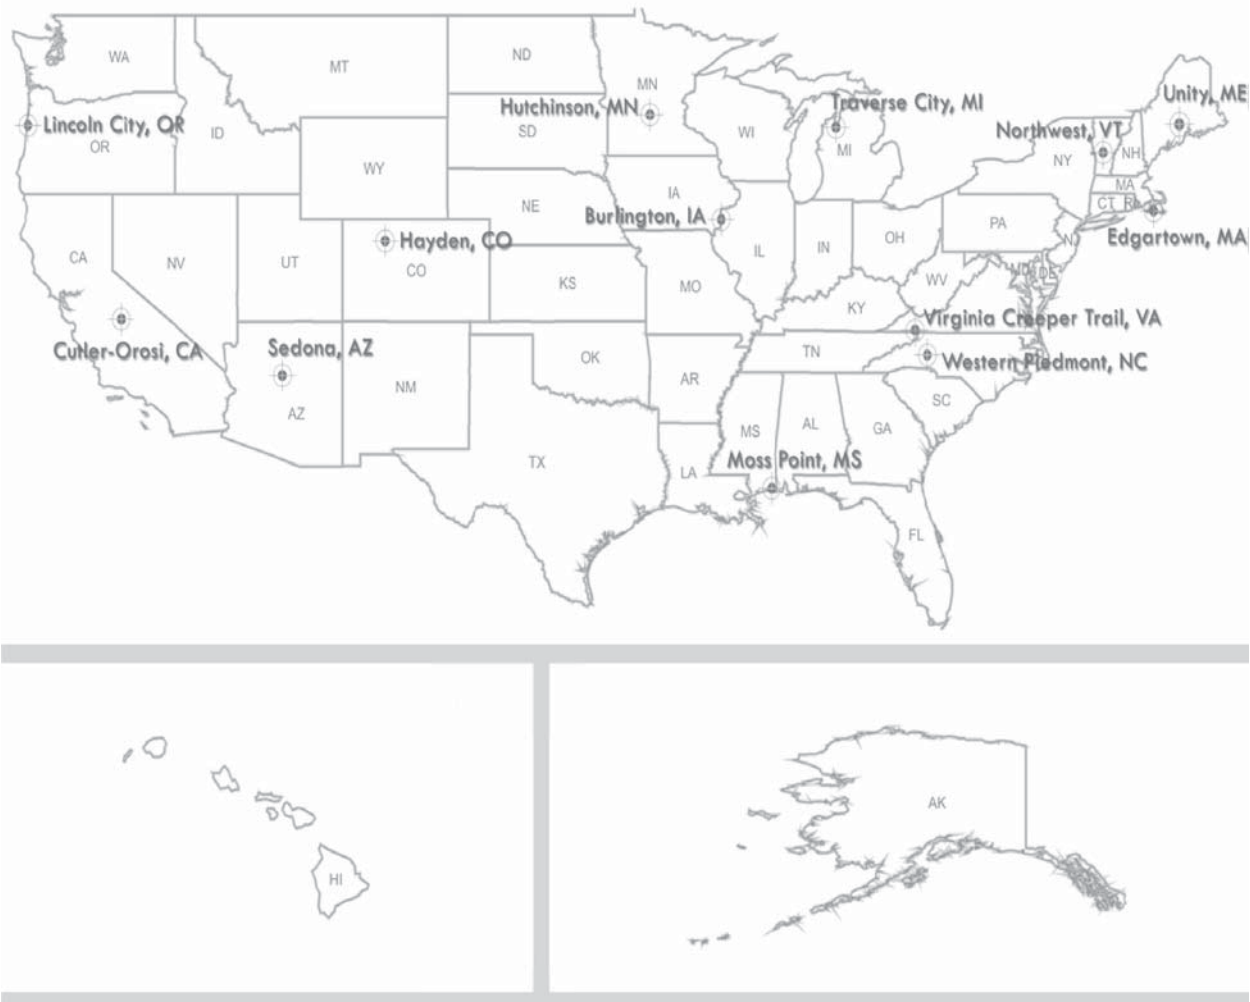 WA
MT
ND
MN
Unity, ME
Hutchinson, MN
Traverse City, MI
Lincoln City, OR
OR
ID
SD
WI
MI
Northwest, VT
NY
NH
WY
MA
IA
NE
CT RI
Burlington, IA
Edgartown, MA
Hayden, CO
CO
PA
NJ
OH
IN
IL
CA
NV
UT
KS
MO
WV
MD
DE
KY
Virginia Creeper Trail, VA
Cutler-Orosi, CA
Sedona, AZ
OK
TN
Western Piedmont, NC
AZ
NM
AR
SC
MS
AL
GA
TX
LA
Moss Point, MS
FL
HI
AK